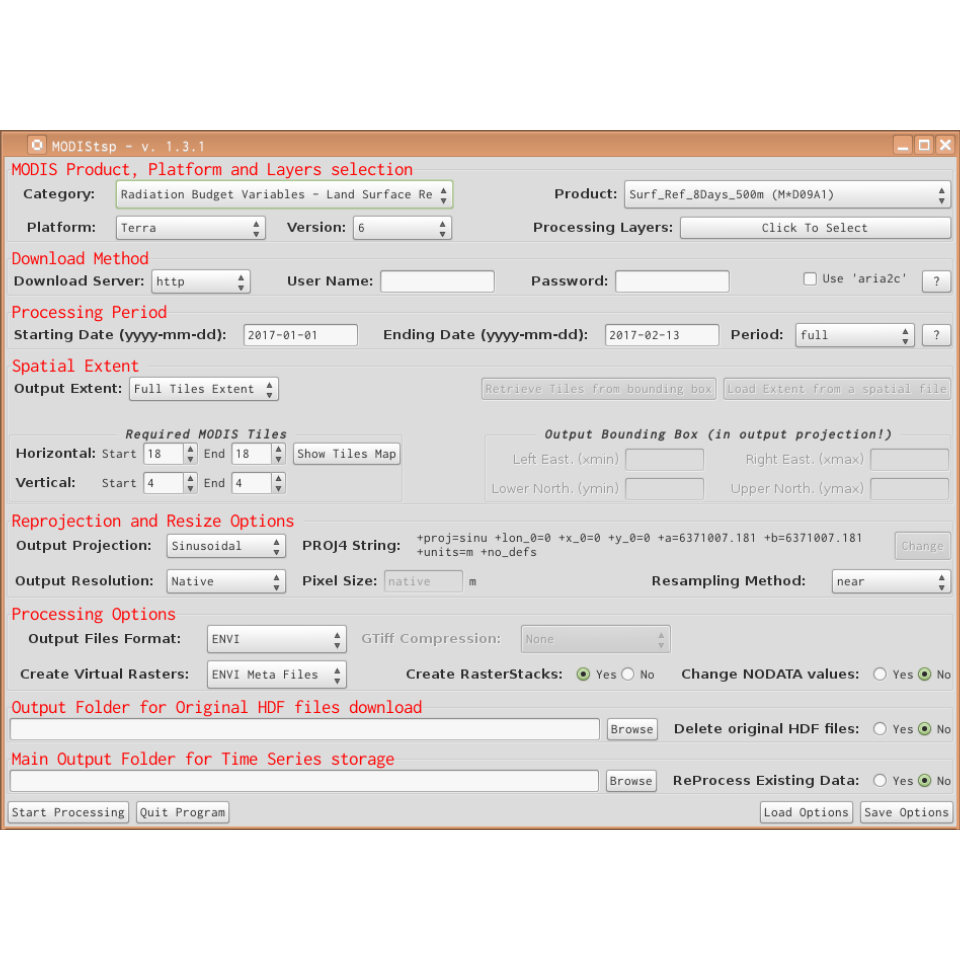 MODIStsp - v. 1.3.1
MODIS Product, Platform and Layers selection
Category: Radiation Budget Variables - Land Surface Re Product: Surf_Ref_8Days_500m (M*D09A1)
Platform: Terra Version: 6 Processing Layers: Click To Select
Download Method
Download Server: http User Name: Password: Use 'aria2c' ?
Processing Period
Starting Date (yyyy-mm-dd): 2017-01-01 Ending Date (yyyy-mm-dd): 2017-02-13 Period: full ?
Spatial Extent
Output Extent: Full Tiles Extent Retrieve Tiles from bounding box Load Extent from a spatial file
Required MODIS Tiles Output Bounding Box (in output projection!)
Horizontal: Start 18 End 18 Show Tiles Map Left East. (xmin) Right East. (xmax)
Vertical: Start 4 End 4 Lower North. (ymin) Upper North. (ymax)
Reprojection and Resize Options
Output Projection: Sinusoidal PROJ4 String: +proj=sinu +lon_0=0 +x_0=0 +y_0=0 +a=6371007.181 +b=6371007.181
+units=m +no_defs Change
Output Resolution: Native Pixel Size: native m Resampling Method: near
Processing Options
Output Files Format: ENVI GTiff Compression: None
Create Virtual Rasters: ENVI Meta Files Create RasterStacks: Yes No Change NODATA values: Yes No
Output Folder for Original HDF files download
Browse Delete original HDF files: Yes No
Main Output Folder for Time Series storage
Browse ReProcess Existing Data: Yes No
Start Processing Quit Program Load Options Save Options